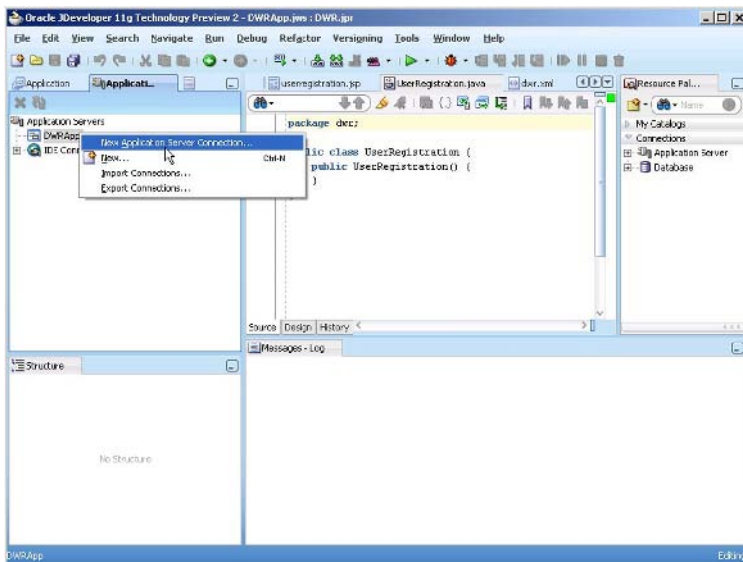 Oracle JDeveloper 11g Technology Preview 2 - DWRApp.jws : DWR.jpr
File Edit View Search Navigate Run Debug Refactor Versioning Tools Window Help
Application
Applicati...
userregistration.jsp
UserRegistration.java
dwr.xml
Resource Pal...
Name
Application Servers
DWRApp
IDE Conn
New Application Server Connection...
New... Ctrl-N
Import Connections...
Export Connections...
package dwr;
lic class UserRegistration {
public UserRegistration() {
}
My Catalogs
Connections
Application Server
Database
Source Design History
Messages - Log
Structure
No Structure
DWRApp
Editing